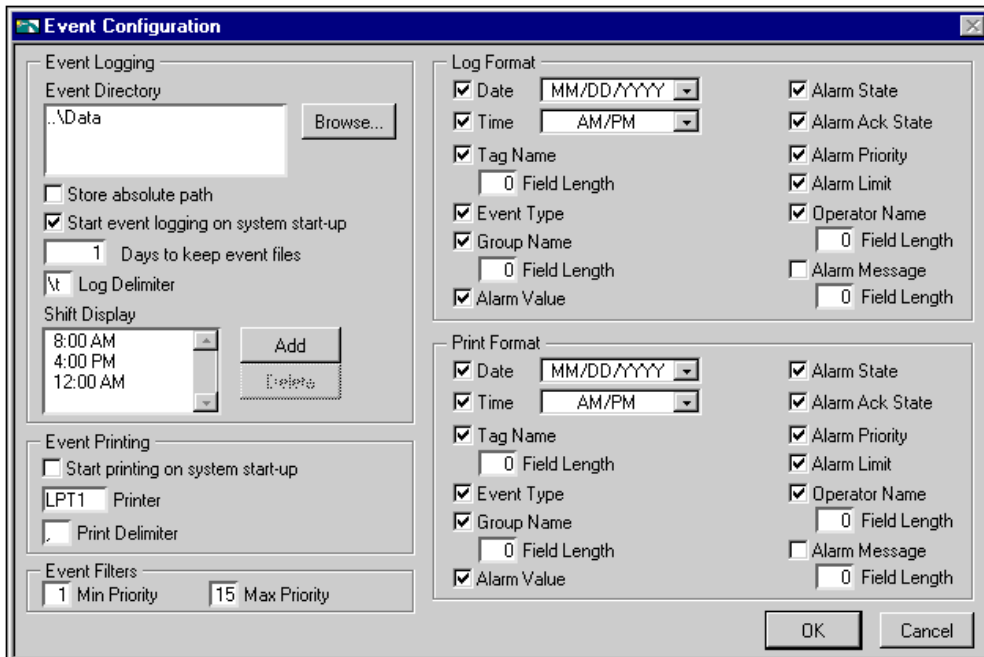 Event Configuration
Event Logging
Event Directory
..\Data
Browse...
Store absolute path
Start event logging on system start-up
1 Days to keep event files
\t Log Delimiter
Shift Display
8:00 AM
4:00 PM
12:00 AM
Add
Delete
Event Printing
Start printing on system start-up
LPT1 Printer
, Print Delimiter
Event Filters
1 Min Priority
15 Max Priority
Log Format
Date MM/DD/YYYY
Time AM/PM
Tag Name
0 Field Length
Event Type
Group Name
0 Field Length
Alarm Value
Alarm State
Alarm Ack State
Alarm Priority
Alarm Limit
Operator Name
0 Field Length
Alarm Message
0 Field Length
Print Format
Date MM/DD/YYYY
Time AM/PM
Tag Name
0 Field Length
Event Type
Group Name
0 Field Length
Alarm Value
Alarm State
Alarm Ack State
Alarm Priority
Alarm Limit
Operator Name
0 Field Length
Alarm Message
0 Field Length
OK
Cancel